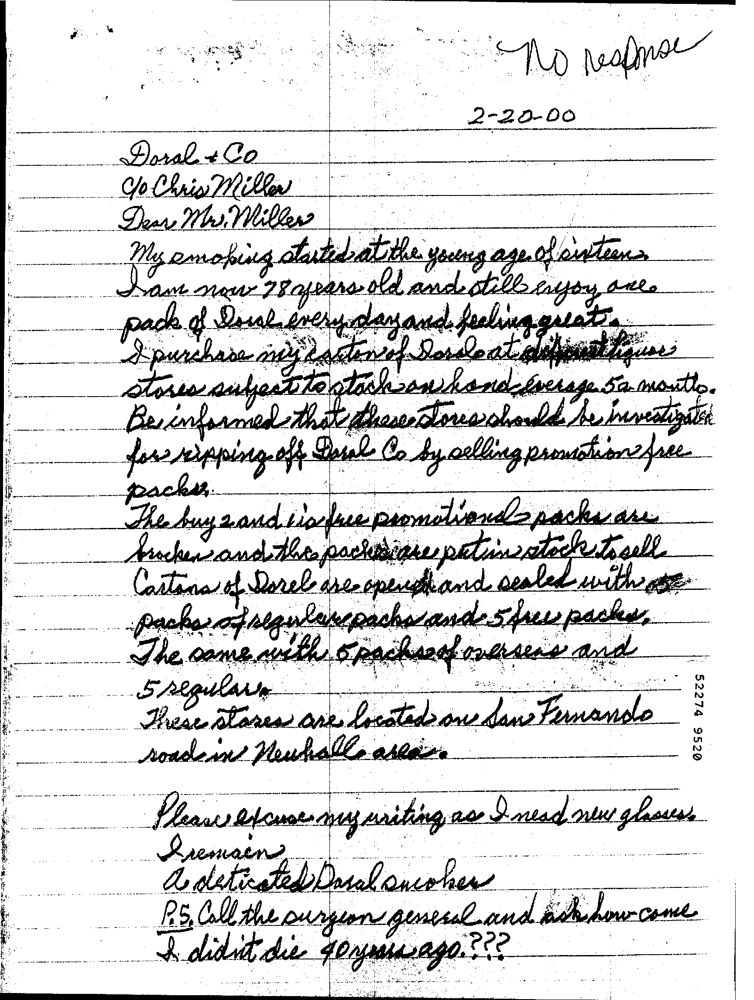 No response
2-20-00
Doral & Co
c/o Chris Miller
Dear Mr. Miller
My smoking started at the young age of sixteen.
I am now 78 years old and still enjoy one
pack of Doral every day and feeling great.
I purchase my carton of Dorals at different liquor
stores subject to stock on hand average 5 a month.
Be informed that these stores should be investigated
for ripping off Doral Co by selling promotion free
packs.
The buy 2 and 1 is free promotional packs are
brocken and the packs are put in stock to sell
Cartons of Dorel are opened and sealed with 5
packs of regular packs and 5 free packs.
The same with 5 packs of overseas and
5 regular.
These stores are located on San Fernando
road in Newhall area.
Please excuse my writing as I need new glasses.
I remain
a deticated Doral smoker
P.S. Call the surgeon general and ask how come
I didn't die 40 years ago.???
52274 9520